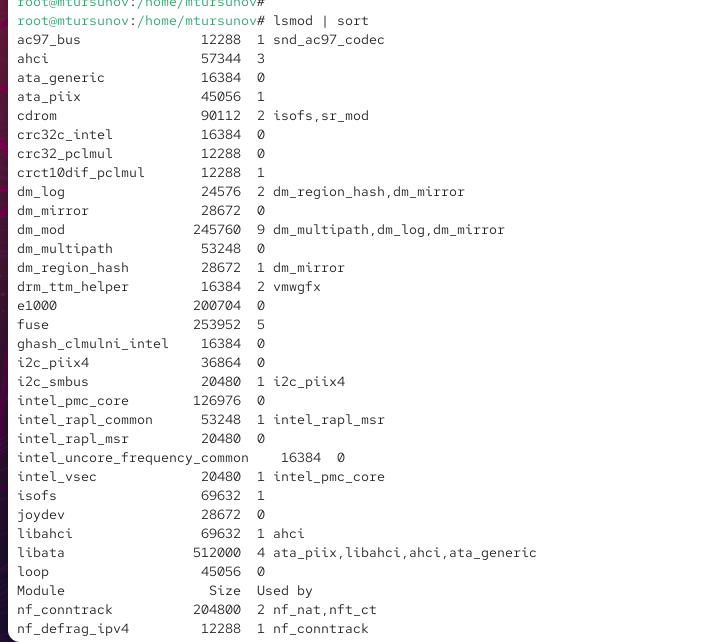 root@mtursunov:/home/mtursunov#
root@mtursunov:/home/mtursunov# lsmod | sort
ac97_bus               12288  1 snd_ac97_codec
ahci                   57344  3
ata_generic            16384  0
ata_piix               45056  1
cdrom                  90112  2 isofs,sr_mod
crc32c_intel           16384  0
crc32_pclmul           12288  0
crct10dif_pclmul       12288  1
dm_log                 24576  2 dm_region_hash,dm_mirror
dm_mirror              28672  0
dm_mod                245760  9 dm_multipath,dm_log,dm_mirror
dm_multipath           53248  0
dm_region_hash         28672  1 dm_mirror
drm_ttm_helper         16384  2 vmwgfx
e1000                 200704  0
fuse                  253952  5
ghash_clmulni_intel    16384  0
i2c_piix4              36864  0
i2c_smbus              20480  1 i2c_piix4
intel_pmc_core        126976  0
intel_rapl_common      53248  1 intel_rapl_msr
intel_rapl_msr         20480  0
intel_uncore_frequency_common    16384  0
intel_vsec             20480  1 intel_pmc_core
isofs                  69632  1
joydev                 28672  0
libahci                69632  1 ahci
libata                512000  4 ata_piix,libahci,ahci,ata_generic
loop                   45056  0
Module                  Size  Used by
nf_conntrack          204800  2 nf_nat,nft_ct
nf_defrag_ipv4         12288  1 nf_conntrack